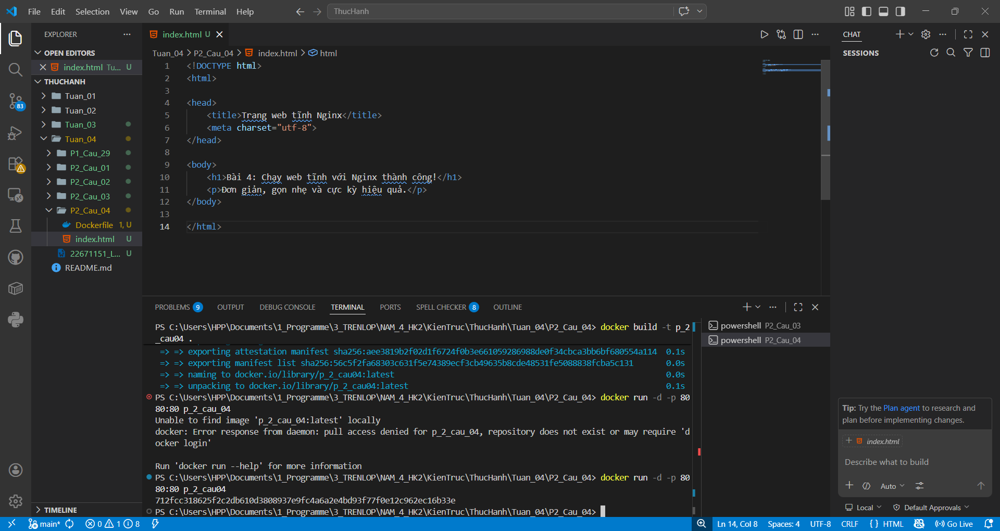 File Edit Selection View Go Run Terminal Help
ThucHanh
EXPLORER
OPEN EDITORS
index.html Tu... U
THUCHANH
Tuan_01
Tuan_02
Tuan_03
Tuan_04
P1_Cau_29
P2_Cau_01
P2_Cau_02
P2_Cau_03
P2_Cau_04
Dockerfile 1, U
index.html U
22671151_L... U
README.md
TIMELINE
83
index.html U
Tuan_04 > P2_Cau_04 > index.html > html
1 <!DOCTYPE html>
2 <html>
3
4 <head>
5 <title>Trang web tĩnh Nginx</title>
6 <meta charset="utf-8">
7 </head>
8
9 <body>
10 <h1>Bài 4: Chạy web tĩnh với Nginx thành công!</h1>
11 <p>Đơn giản, gọn nhẹ và cực kỳ hiệu quả.</p>
12 </body>
13
14 </html>
PROBLEMS 9 OUTPUT DEBUG CONSOLE TERMINAL PORTS SPELL CHECKER 8 OUTLINE
PS C:\Users\HPP\Documents\1_Programme\3_TRENLOP\NAM_4_HK2\KienTruc\ThucHanh\Tuan_04\P2_Cau_04> docker build -t p_2
_cau04 .
=> => exporting attestation manifest sha256:aee3819b2f02d1f6724f0b3e661059286988de0f34cbca3bb6bf680554a114 0.1s
=> => exporting manifest list sha256:56c5f2fa68303c631f5e74389ecf3cb49635b8cde48531fe5088838fcba5c131 0.0s
=> => naming to docker.io/library/p_2_cau04:latest 0.0s
=> => unpacking to docker.io/library/p_2_cau04:latest 0.1s
PS C:\Users\HPP\Documents\1_Programme\3_TRENLOP\NAM_4_HK2\KienTruc\ThucHanh\Tuan_04\P2_Cau_04> docker run -d -p 80
80:80 p_2_cau_04
Unable to find image 'p_2_cau_04:latest' locally
docker: Error response from daemon: pull access denied for p_2_cau_04, repository does not exist or may require 'd
ocker login'
Run 'docker run --help' for more information
PS C:\Users\HPP\Documents\1_Programme\3_TRENLOP\NAM_4_HK2\KienTruc\ThucHanh\Tuan_04\P2_Cau_04> docker run -d -p 80
80:80 p_2_cau04
712fcc318625f2c2db610d3808937e9fc4a6a2e4bd93f77f0e12c962ec16b33e
PS C:\Users\HPP\Documents\1_Programme\3_TRENLOP\NAM_4_HK2\KienTruc\ThucHanh\Tuan_04\P2_Cau_04>
powershell P2_Cau_03
powershell P2_Cau_04
CHAT
SESSIONS
Tip: Try the Plan agent to research and
plan before implementing changes.
index.html
Describe what to build
Auto
Local Default Approvals
main* 0 1 8 Ln 14, Col 8 Spaces: 4 UTF-8 CRLF { } HTML Go Live